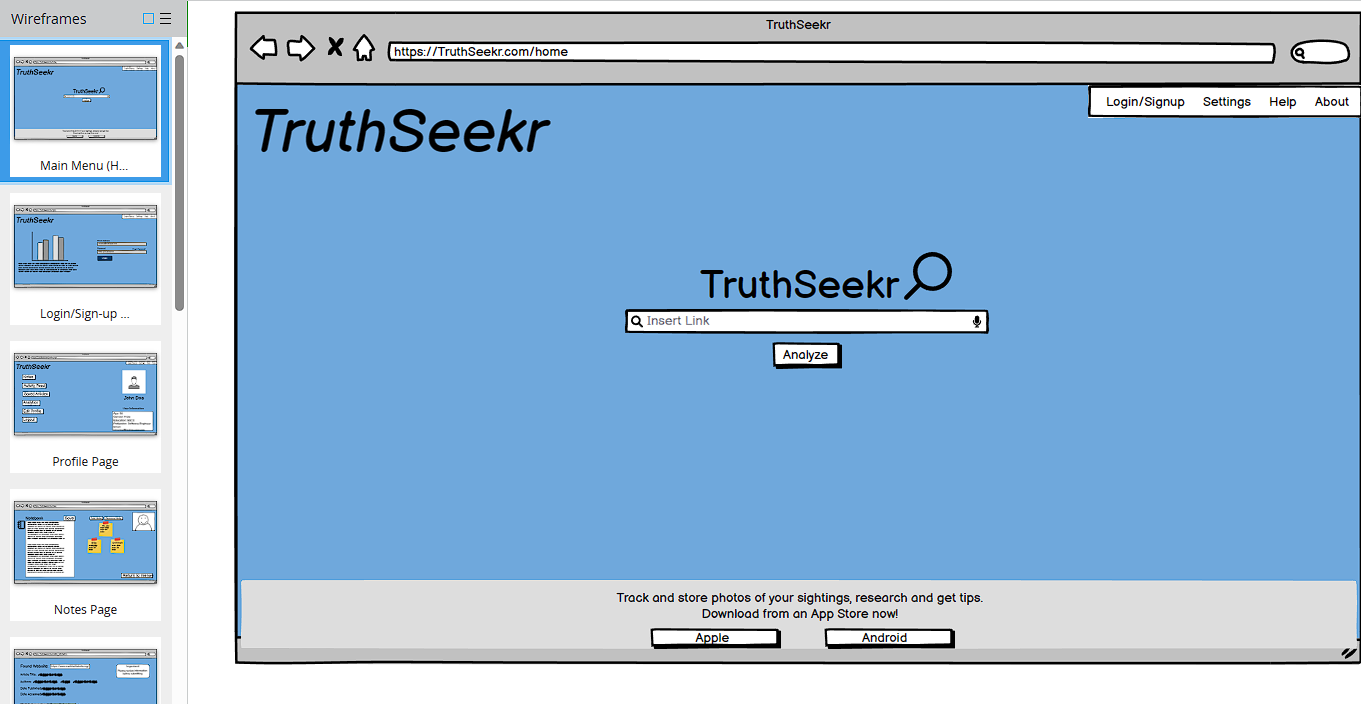 Wireframes
TruthSeekr
Main Menu (H...
TruthSeekr
Login/Sign-up ...
TruthSeekr
John Doe
Profile Page
Notes Page
Found Website:
TruthSeekr
https://TruthSeekr.com/home
Login/Signup Settings Help About
TruthSeekr
TruthSeekr
Insert Link
Analyze
Track and store photos of your sightings, research and get tips.
Download from an App Store now!
Apple Android